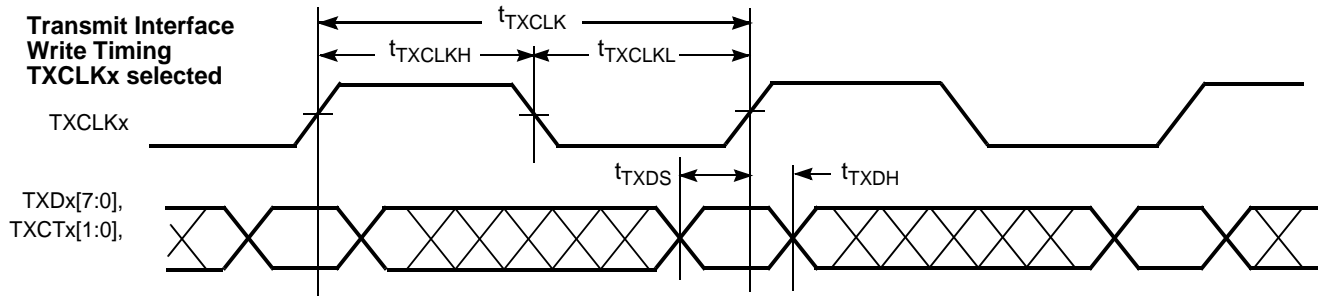 Transmit Interface
Write Timing
TXCLKx selected
tTXCLK
tTXCLKH
tTXCLKL
TXCLKx
tTXDS
tTXDH
TXDx[7:0],
TXCTx[1:0],